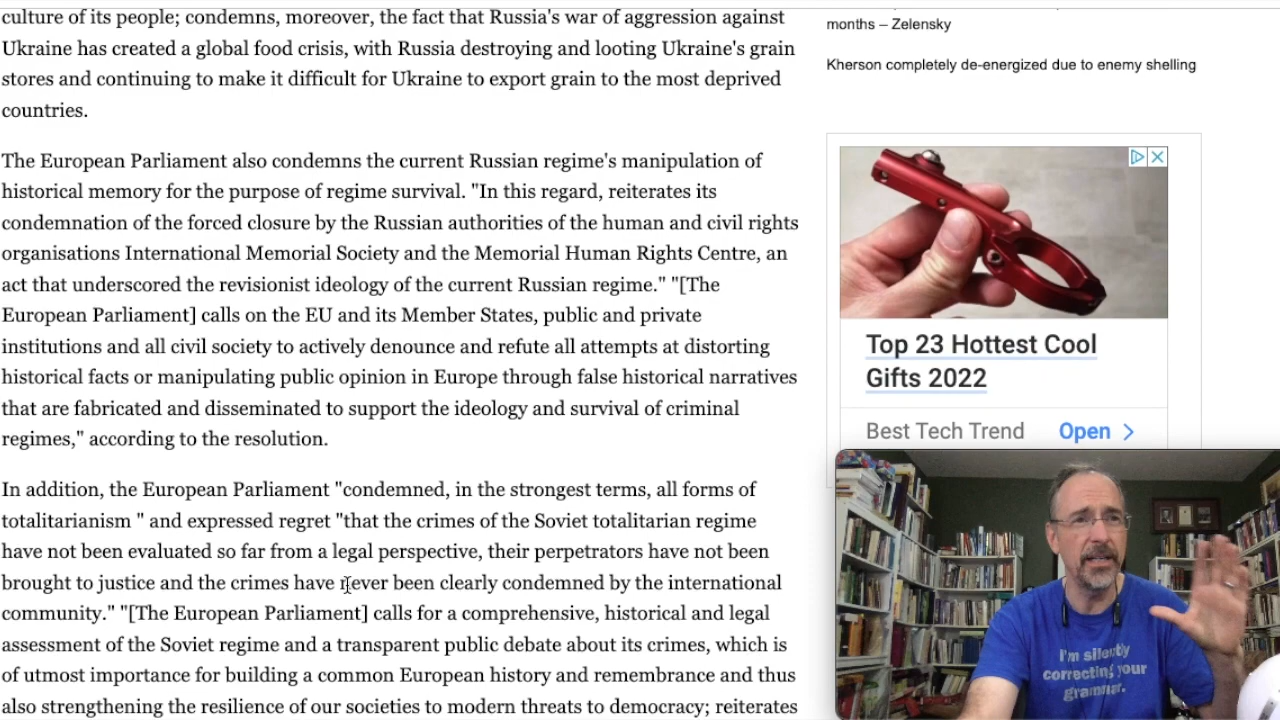 culture of its people; condemns, moreover, the fact that Russia's war of aggression against
Ukraine has created a global food crisis, with Russia destroying and looting Ukraine's grain
stores and continuing to make it difficult for Ukraine to export grain to the most deprived
countries.
The European Parliament also condemns the current Russian regime's manipulation of
historical memory for the purpose of regime survival. "In this regard, reiterates its
condemnation of the forced closure by the Russian authorities of the human and civil rights
organisations International Memorial Society and the Memorial Human Rights Centre, an
act that underscored the revisionist ideology of the current Russian regime." "[The
European Parliament] calls on the EU and its Member States, public and private
institutions and all civil society to actively denounce and refute all attempts at distorting
historical facts or manipulating public opinion in Europe through false historical narratives
that are fabricated and disseminated to support the ideology and survival of criminal
regimes," according to the resolution.
In addition, the European Parliament "condemned, in the strongest terms, all forms of
totalitarianism " and expressed regret "that the crimes of the Soviet totalitarian regime
have not been evaluated so far from a legal perspective, their perpetrators have not been
brought to justice and the crimes have never been clearly condemned by the international
community." "[The European Parliament] calls for a comprehensive, historical and legal
assessment of the Soviet regime and a transparent public debate about its crimes, which is
of utmost importance for building a common European history and remembrance and thus
also strengthening the resilience of our societies to modern threats to democracy; reiterates
months – Zelensky
Kherson completely de-energized due to enemy shelling
Top 23 Hottest Cool
Gifts 2022
Best Tech Trend Open
I'm silently
correcting your
grammar.